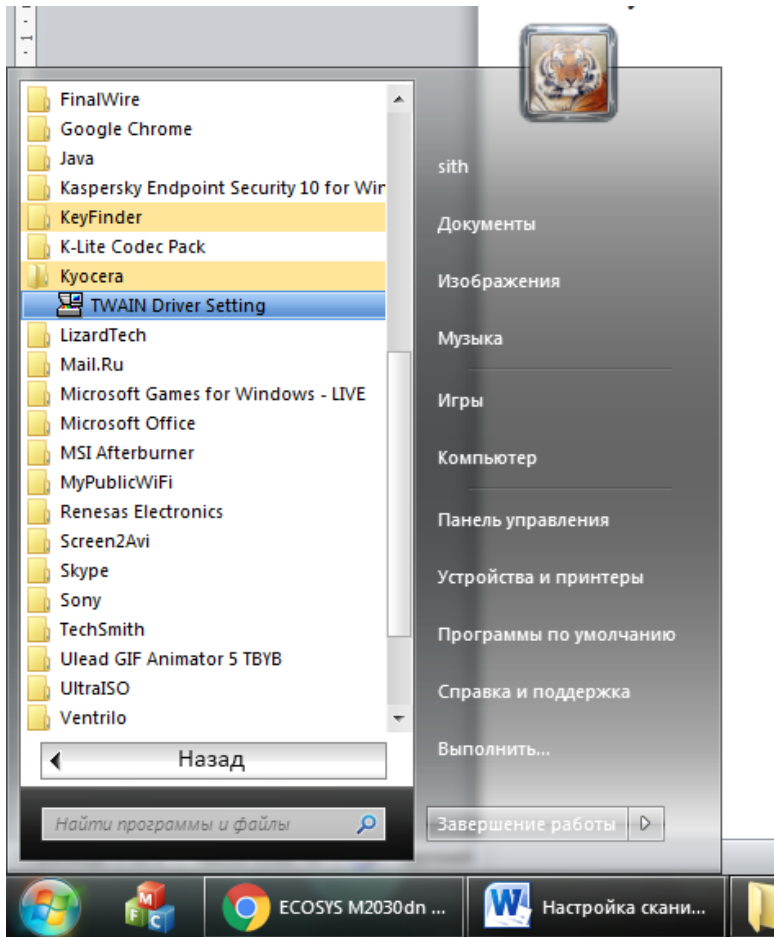 FinalWire
Google Chrome
Java
Kaspersky Endpoint Security 10 for Wir
KeyFinder
K-Lite Codec Pack
Kyocera
TWAIN Driver Setting
LizardTech
Mail.Ru
Microsoft Games for Windows - LIVE
Microsoft Office
MSI Afterburner
MyPublicWiFi
Renesas Electronics
Screen2Avi
Skype
Sony
TechSmith
Ulead GIF Animator 5 TBYB
UltraISO
Ventrilo
Назад
Найти программы и файлы
sith
Документы
Изображения
Музыка
Игры
Компьютер
Панель управления
Устройства и принтеры
Программы по умолчанию
Справка и поддержка
Выполнить...
Завершение работы
M
F C
ECOSYS M2030dn ...
W
Настройка скани...
1